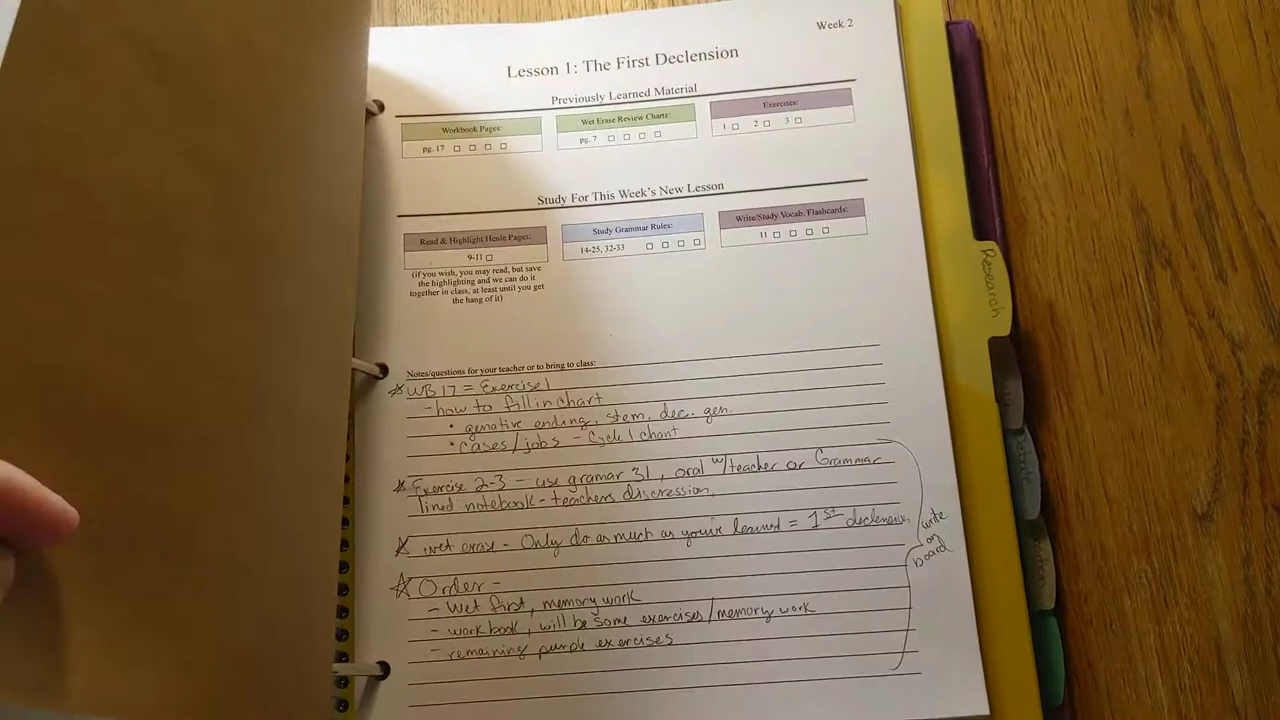 Week 2
Lesson 1: The First Declension
Previously Learned Material
Workbook Pages:
pg. 17 □ □ □ □
Wet Erase Review Charts:
pg. 7 □ □ □ □
Exercises:
1 □ 2 □ 3 □
Study For This Week's New Lesson
Read & Highlight Henle Pages:
9-11 □
(if you wish, you may read, but save
the highlighting and we can do it
together in class, at least until you get
the hang of it)
Study Grammar Rules:
14-25, 32-33 □ □ □ □
Write/Study Vocab. Flashcards:
11 □ □ □ □
Notes/questions for your teacher or to bring to class:
☆ WB 17 = Exercise 1
- how to fill in chart
• genative ending, stem, dec. gen.
• cases/jobs - Cycle 1 chant
☆ Exercise 2-3 - use gramar 31, oral w/teacher or Grammar
lined notebook - teachers discression.
☆ wet erase - Only do as much as you've learned = 1st declension
☆ Order -
- Wet first, memory work
- workbook, will be some exercises/memory work
- remaining purple exercises
write
on
board
Research
Debate